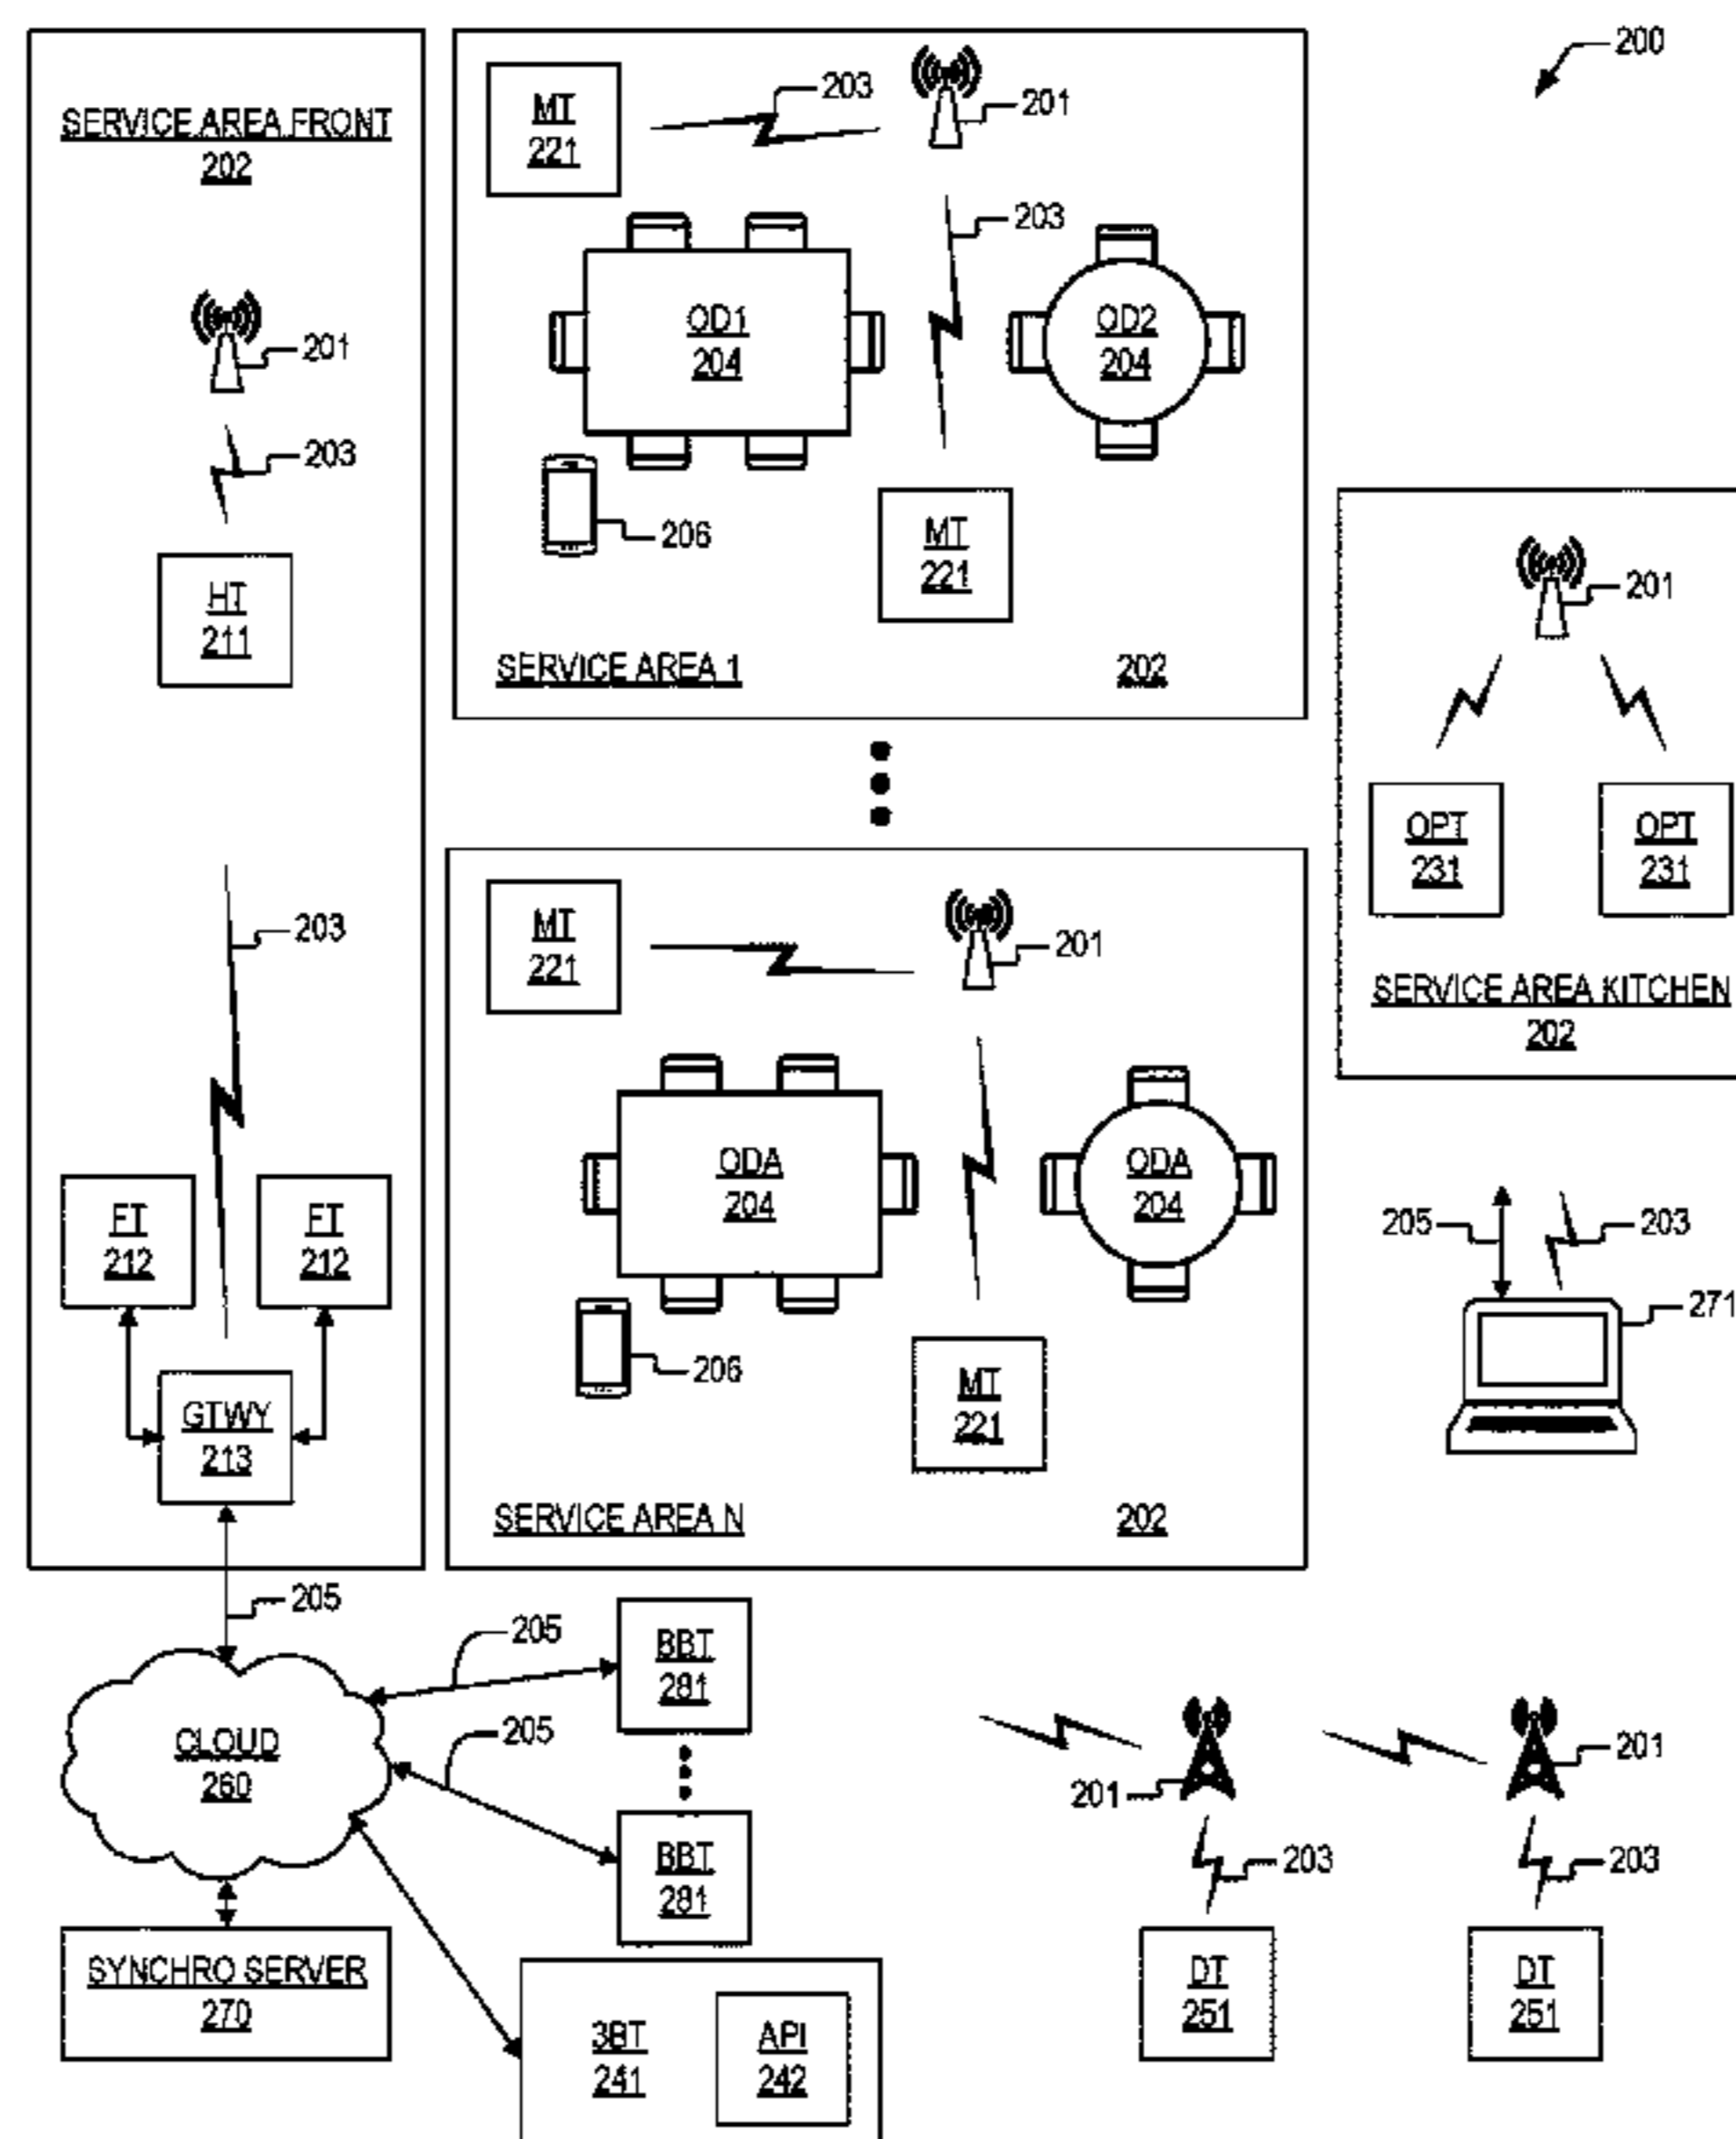 200
SERVICE AREA FRONT
202
201
203
HT
211
203
FT
212
FT
212
GTWY
213
205
MT
221
203
201
203
OD1
204
OD2
204
206
MT
221
SERVICE AREA 1
202
MT
221
201
ODA
204
ODA
204
206
MT
221
SERVICE AREA N
202
201
OPT
231
OPT
231
SERVICE AREA KITCHEN
202
205
203
271
CLOUD
260
205
BBT
281
205
BBT
281
SYNCHRO SERVER
270
3BT
241
API
242
201
203
DT
251
201
203
DT
251